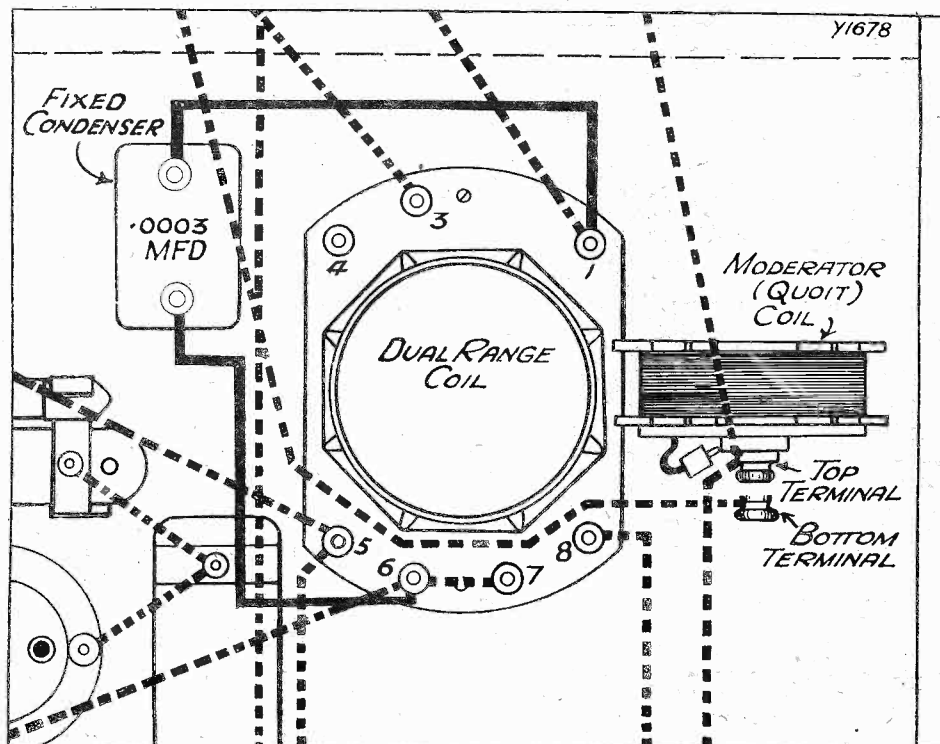 Y1678
FIXED
CONDENSER
.0003
MFD
3
4
1
MODERATOR
(QUOIT)
COIL
DUAL RANGE
COIL
TOP
TERMINAL
BOTTOM
TERMINAL
5
6
7
8